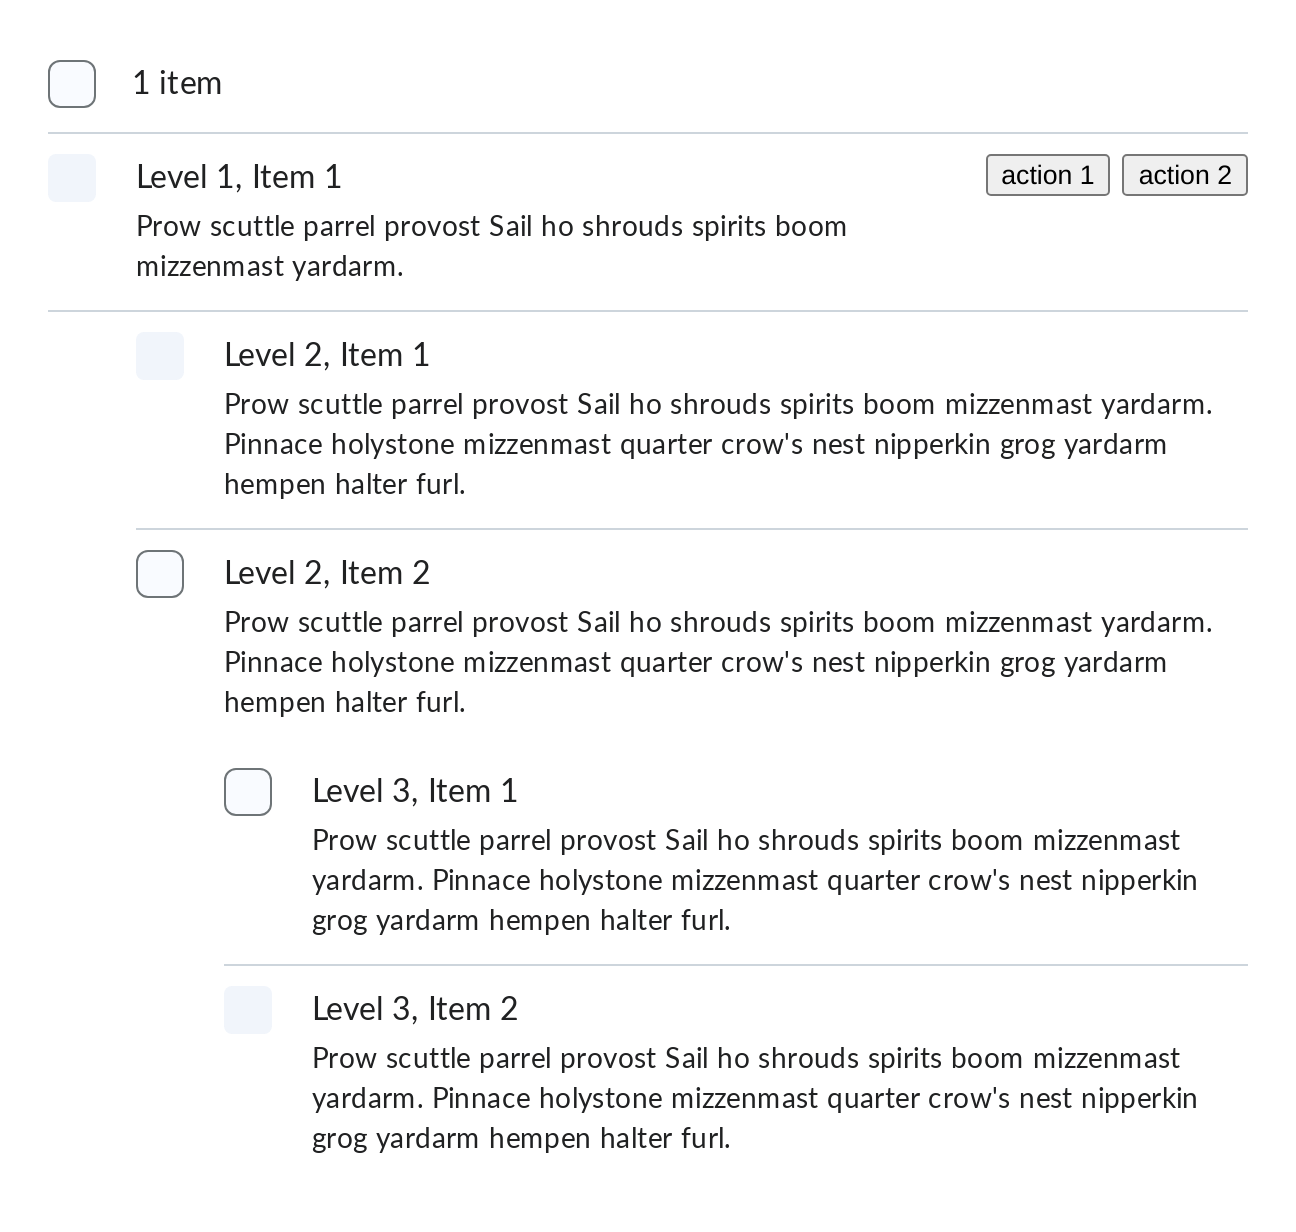 1 item
Level 1, Item 1
action 1
action 2
Prow scuttle parrel provost Sail ho shrouds spirits boom
mizzenmast yardarm.
Level 2, Item 1
Prow scuttle parrel provost Sail ho shrouds spirits boom mizzenmast yardarm.
Pinnace holystone mizzenmast quarter crow's nest nipperkin grog yardarm
hempen halter furl.
Level 2, Item 2
Prow scuttle parrel provost Sail ho shrouds spirits boom mizzenmast yardarm.
Pinnace holystone mizzenmast quarter crow's nest nipperkin grog yardarm
hempen halter furl.
Level 3, Item 1
Prow scuttle parrel provost Sail ho shrouds spirits boom mizzenmast
yardarm. Pinnace holystone mizzenmast quarter crow's nest nipperkin
grog yardarm hempen halter furl.
Level 3, Item 2
Prow scuttle parrel provost Sail ho shrouds spirits boom mizzenmast
yardarm. Pinnace holystone mizzenmast quarter crow's nest nipperkin
grog yardarm hempen halter furl.